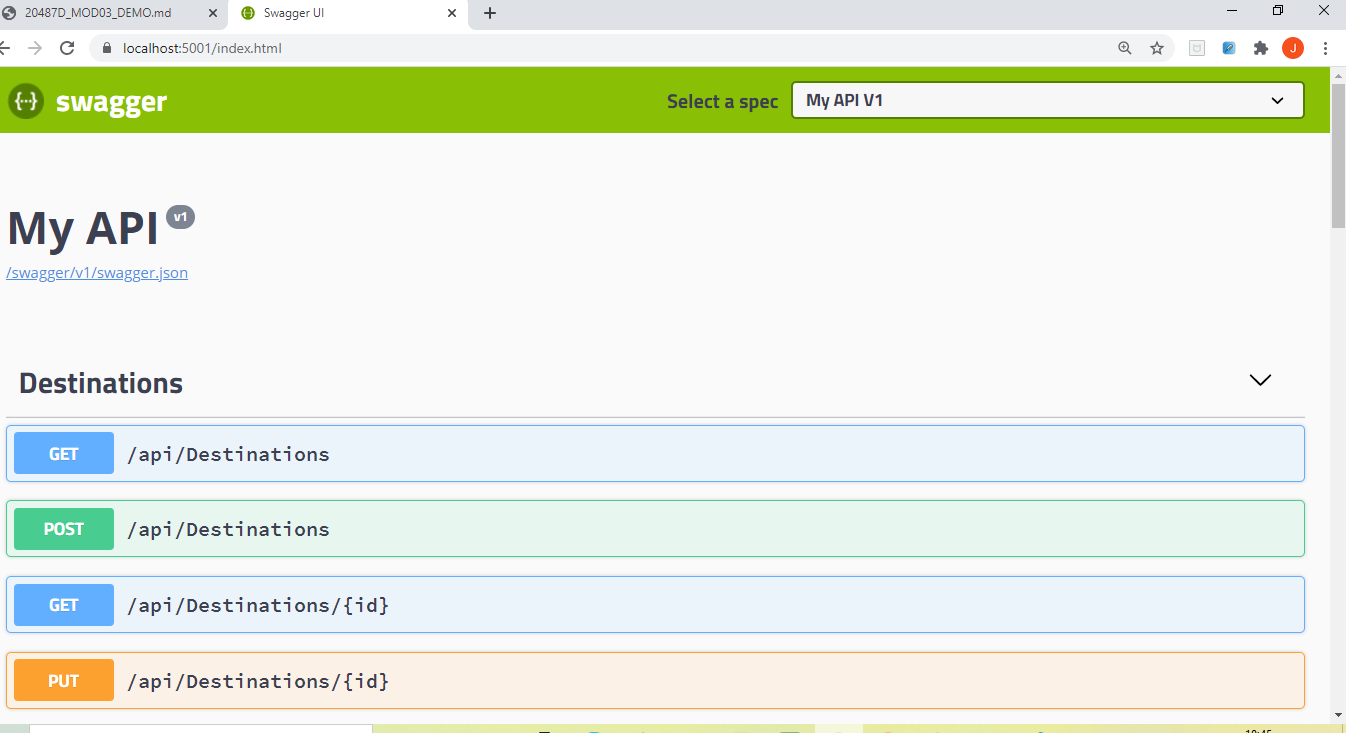 20487D_MOD03_DEMO.md
Swagger UI
localhost:5001/index.html
J
swagger
Select a spec
My API V1
My API v1
/swagger/v1/swagger.json
Destinations
GET /api/Destinations
POST /api/Destinations
GET /api/Destinations/{id}
PUT /api/Destinations/{id}